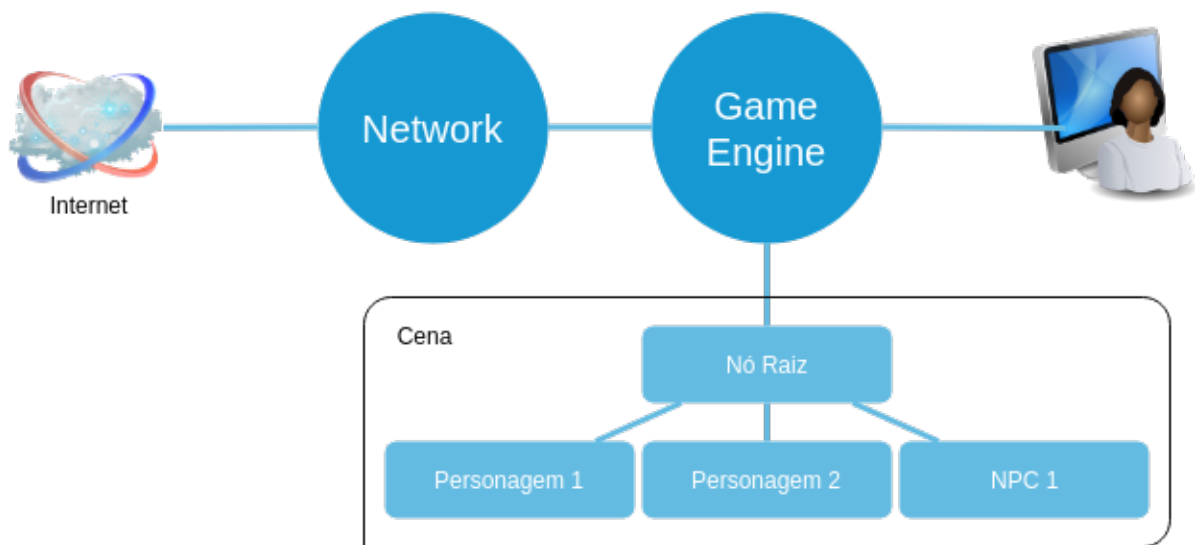 Network
Game
Engine
Internet
Cena
Nó Raiz
Personagem 1
Personagem 2
NPC 1